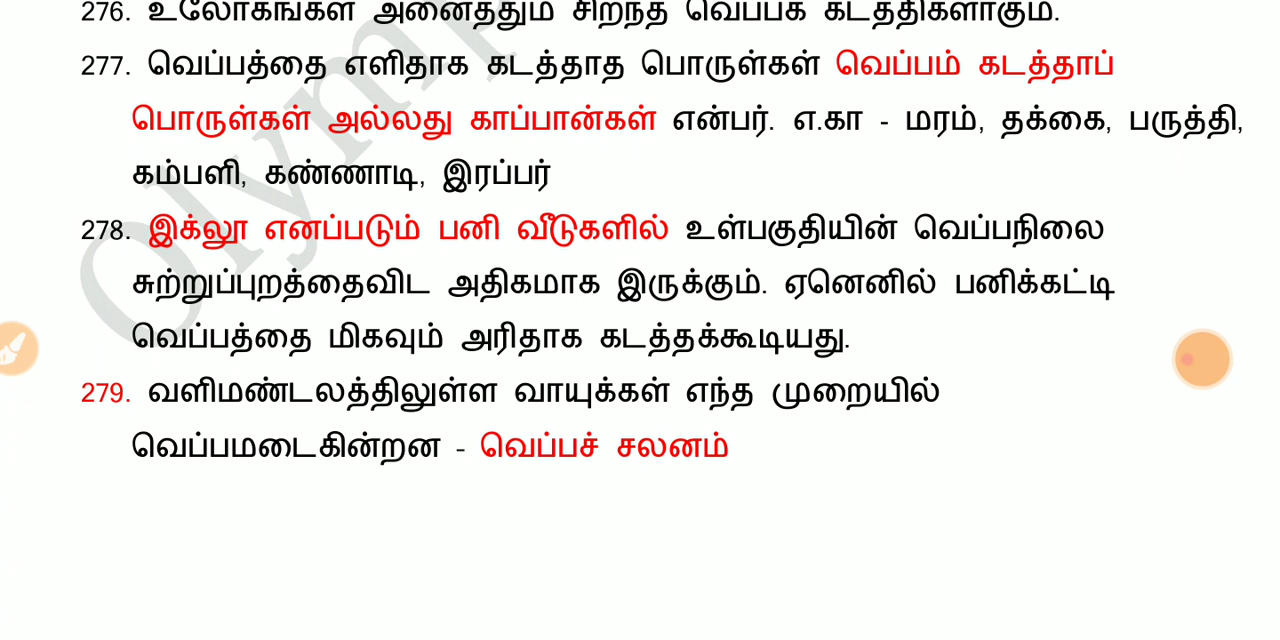 276. உலோகங்கள் அனைத்தும் சிறந்த வெப்பக் கடத்திகளாகும்.
277. வெப்பத்தை எளிதாக கடத்தாத பொருள்கள் வெப்பம் கடத்தாப்
பொருள்கள் அல்லது காப்பான்கள் என்பர். எ.கா - மரம், தக்கை, பருத்தி,
கம்பளி, கண்ணாடி, இரப்பர்
278. இக்லூ எனப்படும் பனி வீடுகளில் உள்பகுதியின் வெப்பநிலை
சுற்றுப்புறத்தைவிட அதிகமாக இருக்கும். ஏனெனில் பனிக்கட்டி
வெப்பத்தை மிகவும் அரிதாக கடத்தக்கூடியது.
279. வளிமண்டலத்திலுள்ள வாயுக்கள் எந்த முறையில்
வெப்பமடைகின்றன - வெப்பச் சலனம்